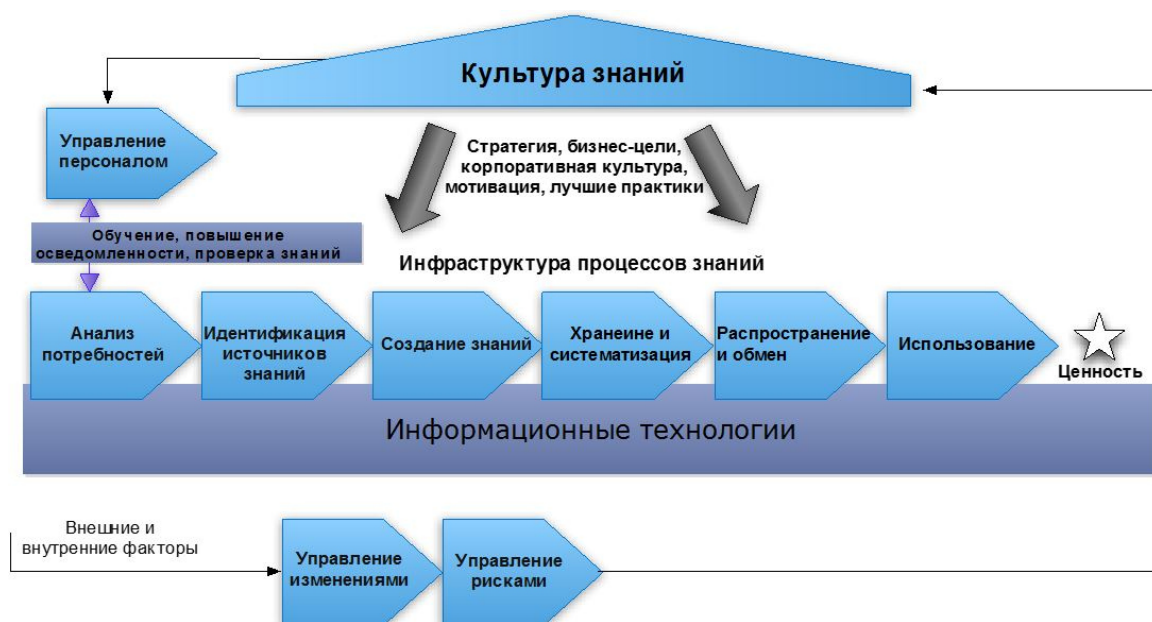 Культура знаний
Управление
персоналом
Стратегия, бизнес-цели,
корпоративная культура,
мотивация, лучшие практики
Обучение, повышение
осведомленности, проверка знаний
Инфраструктура процессов знаний
Анализ
потребностей
Идентификация
источников
знаний
Создание знаний
Хранеине и
систематизация
Распространение
и обмен
Использование
Ценность
Информационные технологии
Внешние и
внутренние факторы
Управление
изменениями
Управление
рисками